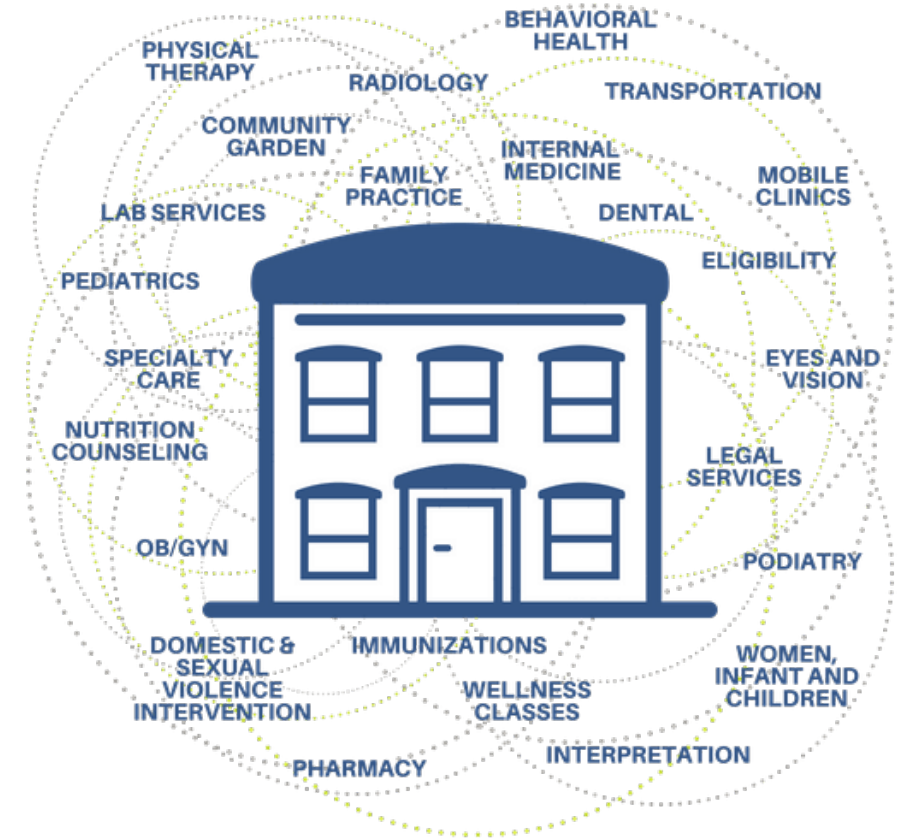 BEHAVIORAL
HEALTH
PHYSICAL
THERAPY
RADIOLOGY
TRANSPORTATION
COMMUNITY
GARDEN
INTERNAL
MEDICINE
FAMILY
PRACTICE
MOBILE
CLINICS
LAB SERVICES
DENTAL
ELIGIBILITY
PEDIATRICS
SPECIALTY
CARE
EYES AND
VISION
NUTRITION
COUNSELING
LEGAL
SERVICES
OB/GYN
PODIATRY
DOMESTIC &
SEXUAL
VIOLENCE
INTERVENTION
IMMUNIZATIONS
WOMEN,
INFANT AND
CHILDREN
WELLNESS
CLASSES
INTERPRETATION
PHARMACY